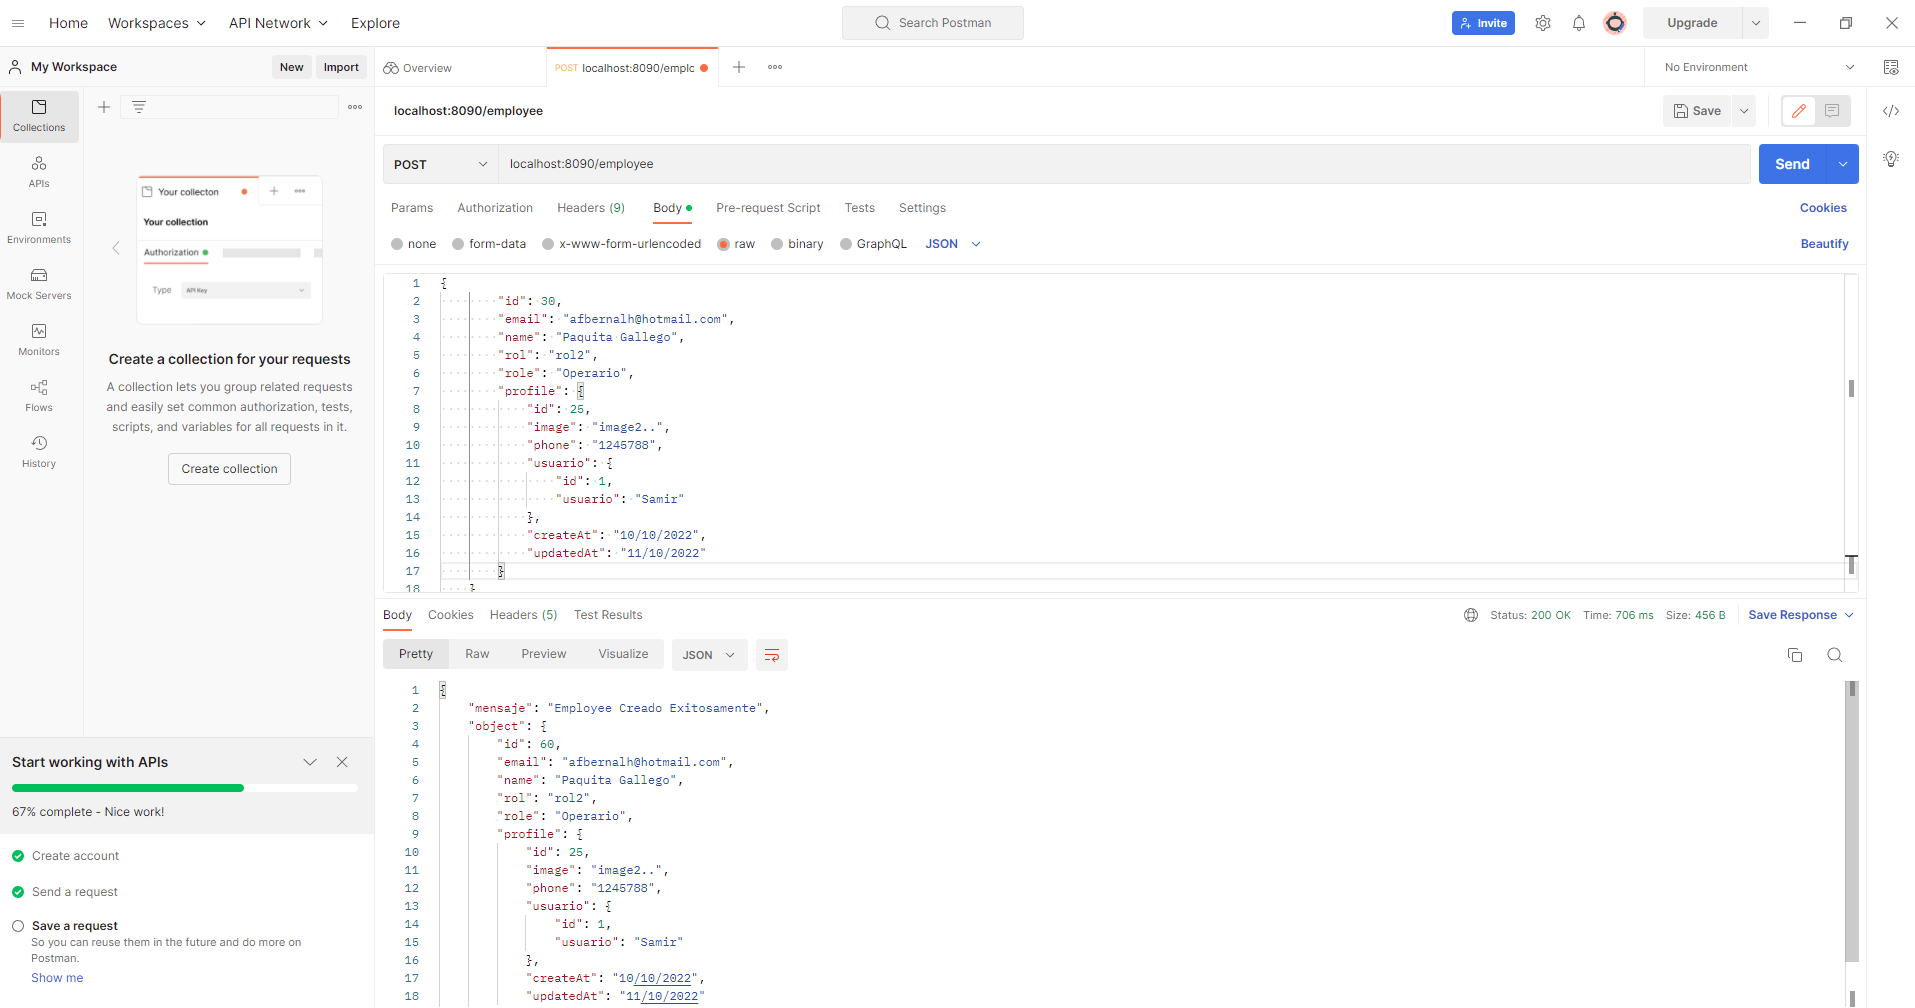 Home Workspaces API Network Explore Search Postman Invite Upgrade
My Workspace New Import Overview POST localhost:8090/emplc No Environment
Collections
APIs
Environments
Mock Servers
Monitors
Flows
History
Your collecton
Your collection
Authorization
Type API Key
Create a collection for your requests
A collection lets you group related requests
and easily set common authorization, tests,
scripts, and variables for all requests in it.
Create collection
Start working with APIs
67% complete - Nice work!
Create account
Send a request
Save a request
So you can reuse them in the future and do more on
Postman.
Show me
localhost:8090/employee Save
POST localhost:8090/employee Send
Params Authorization Headers (9) Body Pre-request Script Tests Settings Cookies
none form-data x-www-form-urlencoded raw binary GraphQL JSON Beautify
1 {
2 "id": 30,
3 "email": "afbernalh@hotmail.com",
4 "name": "Paquita Gallego",
5 "rol": "rol2",
6 "role": "Operario",
7 "profile": {
8 "id": 25,
9 "image": "image2..",
10 "phone": "1245788",
11 "usuario": {
12 "id": 1,
13 "usuario": "Samir"
14 },
15 "createAt": "10/10/2022",
16 "updatedAt": "11/10/2022"
17 }
18 }
Body Cookies Headers (5) Test Results Status: 200 OK Time: 706 ms Size: 456 B Save Response
Pretty Raw Preview Visualize JSON
1 {
2 "mensaje": "Employee Creado Exitosamente",
3 "object": {
4 "id": 60,
5 "email": "afbernalh@hotmail.com",
6 "name": "Paquita Gallego",
7 "rol": "rol2",
8 "role": "Operario",
9 "profile": {
10 "id": 25,
11 "image": "image2..",
12 "phone": "1245788",
13 "usuario": {
14 "id": 1,
15 "usuario": "Samir"
16 },
17 "createAt": "10/10/2022",
18 "updatedAt": "11/10/2022"